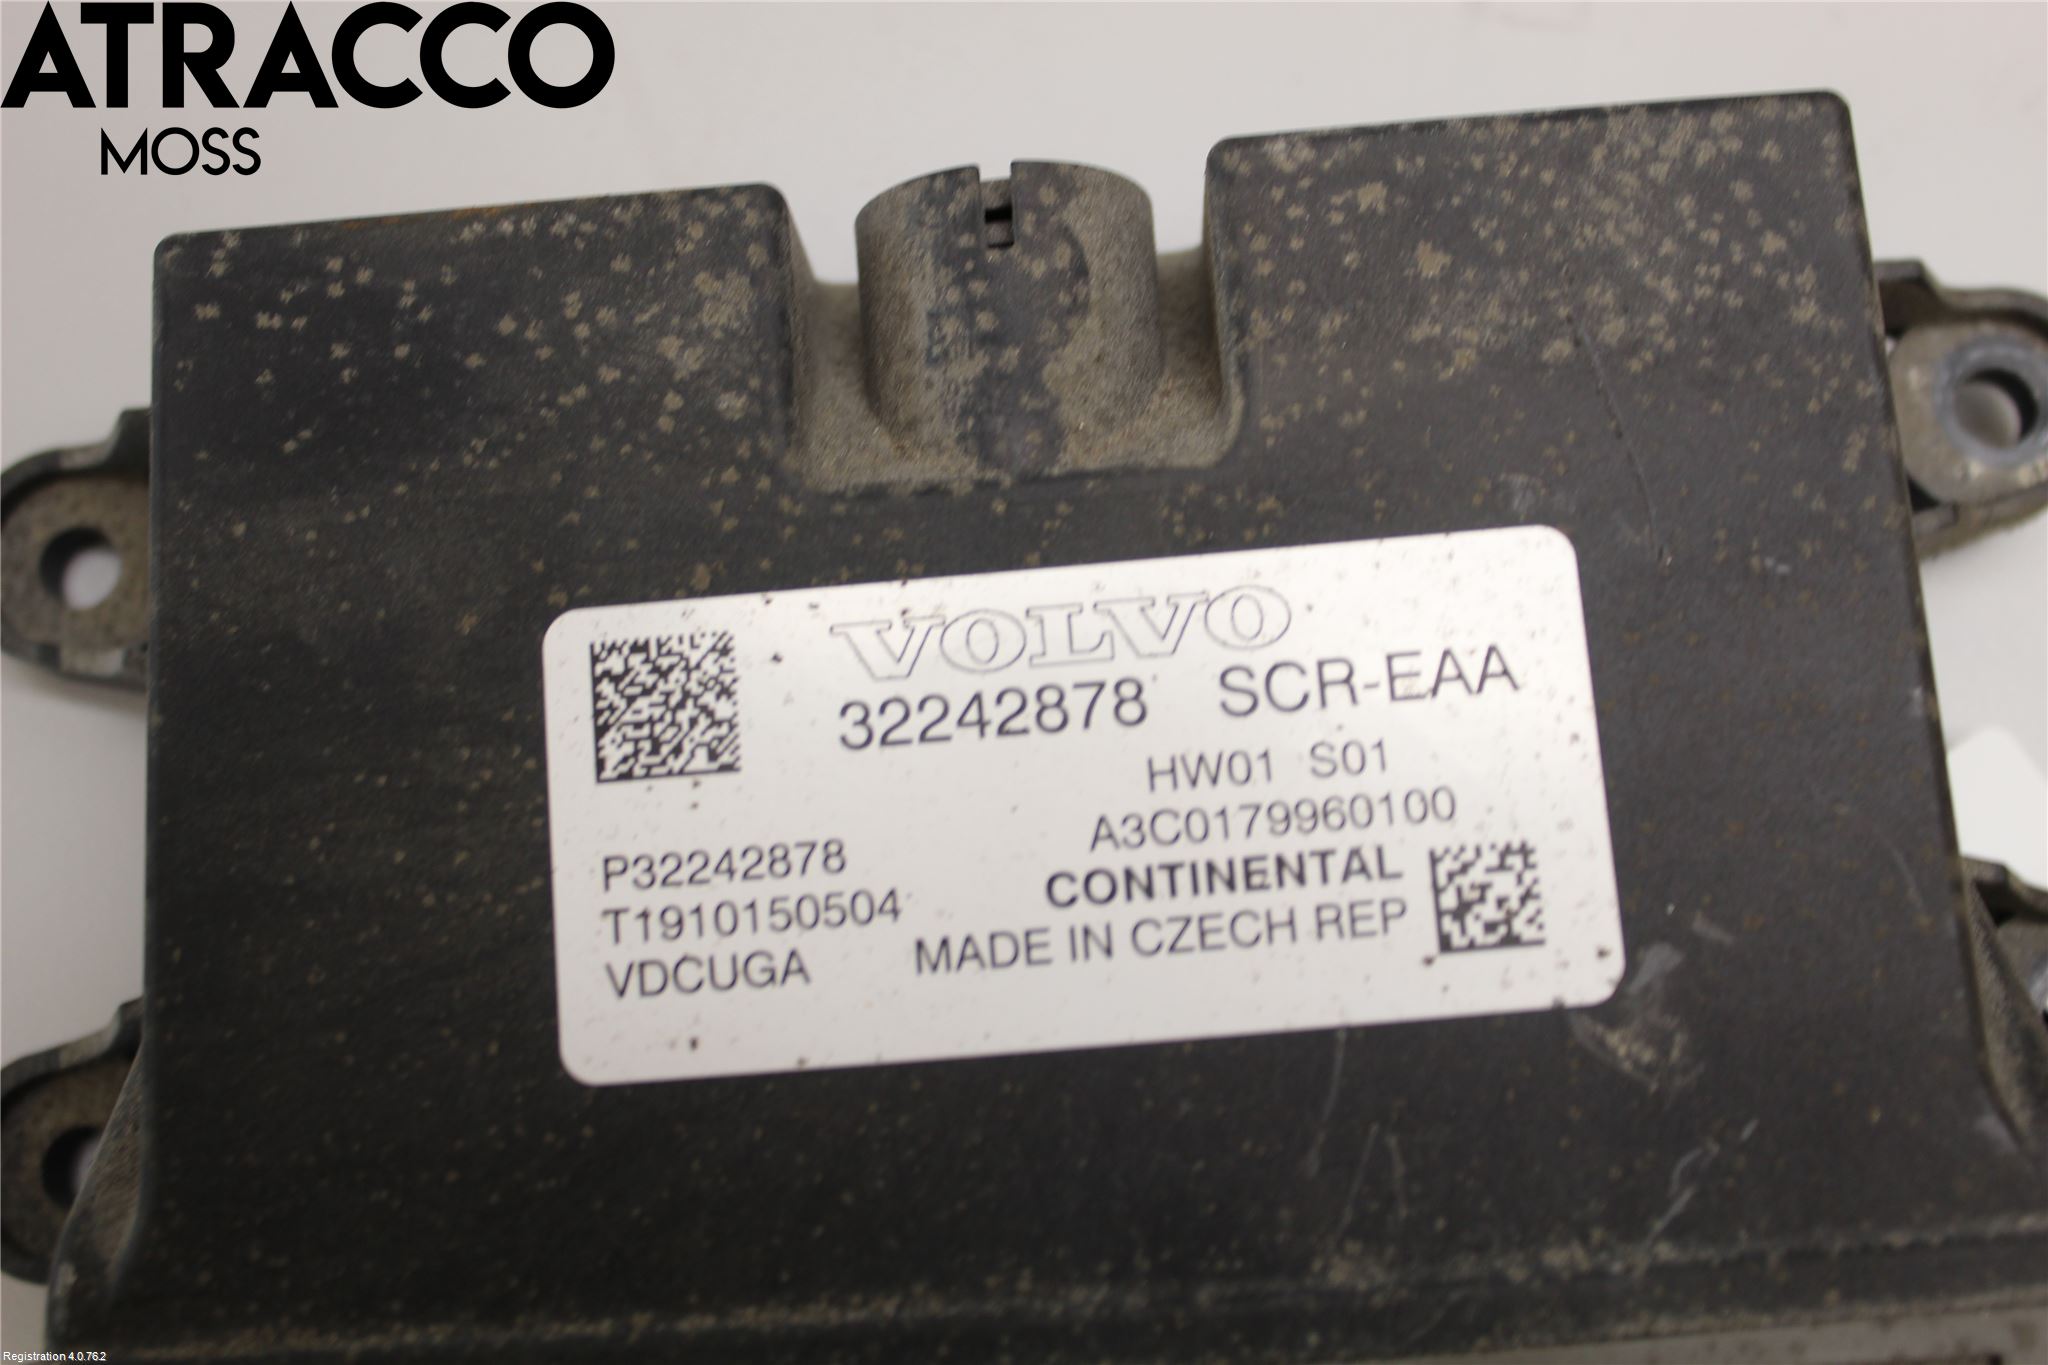 ATRACCO
MOSS
VOLVO
32242878 SCR-EAA
HW01 S01
A3C0179960100
P32242878
T1910150504
VDCUGA
CONTINENTAL
MADE IN CZECH REP
Registration 4.0.76.2